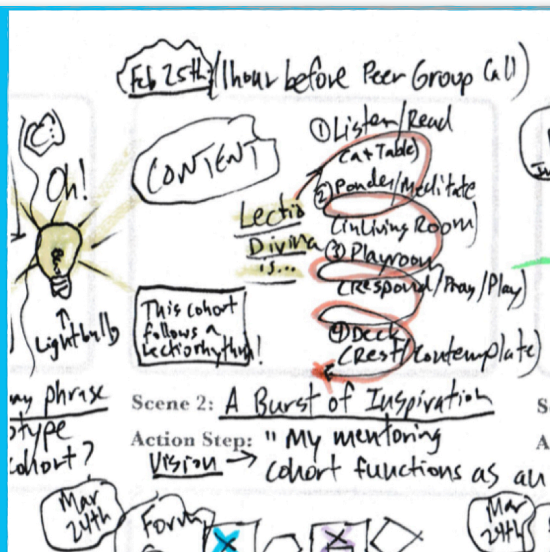 Feb 25th (1 hour before Peer Group Call)
Oh!
CONTENT
Lectio
Divina
is...
① Listen/Read
(at Table)
② Ponder/Meditate
(in Living Room)
③ Playroom
(Respond/Pray/Play)
④ Deck
(Rest/Contemplate)
This cohort
follows a
Lectio rhythm!
Lightbulb
my phrase
otype
cohort?
Scene 2: A Burst of Inspiration
Action Step: "My mentoring
Vision → cohort functions as an
Mar
24th
Forum
Mar
24th
S
A